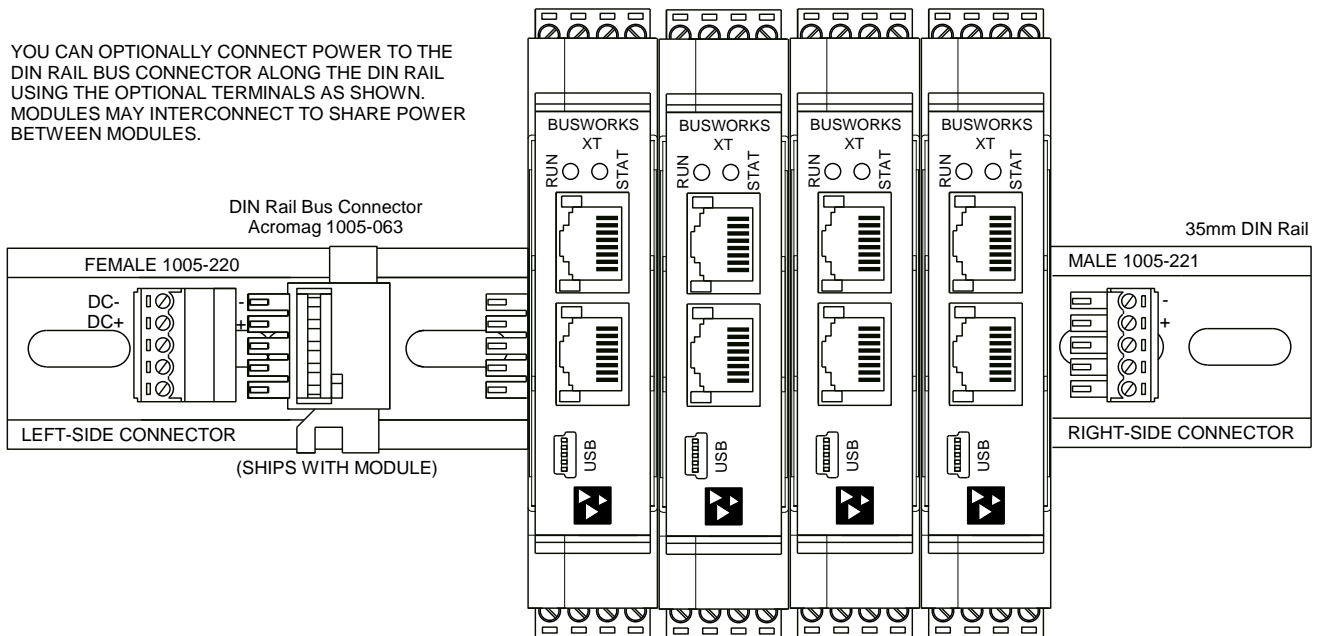 YOU CAN OPTIONALLY CONNECT POWER TO THE
DIN RAIL BUS CONNECTOR ALONG THE DIN RAIL
USING THE OPTIONAL TERMINALS AS SHOWN.
MODULES MAY INTERCONNECT TO SHARE POWER
BETWEEN MODULES.
DIN Rail Bus Connector
Acromag 1005-063
FEMALE 1005-220
DC-
DC+
-
+
LEFT-SIDE CONNECTOR
(SHIPS WITH MODULE)
BUSWORKS
XT
RUN
STAT
USB
BUSWORKS
XT
RUN
STAT
USB
BUSWORKS
XT
RUN
STAT
USB
BUSWORKS
XT
RUN
STAT
USB
35mm DIN Rail
MALE 1005-221
-
+
RIGHT-SIDE CONNECTOR